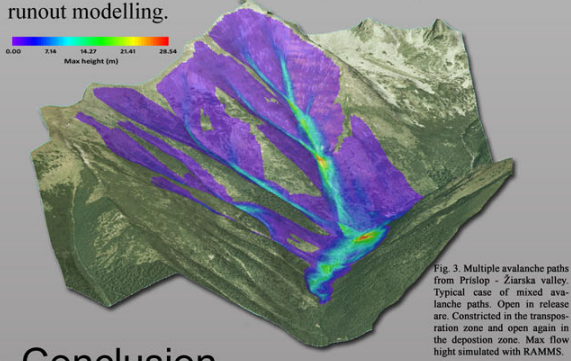 runout modelling.
0.00 7.14 14.27 21.41 28.54
Max height (m)
Fig. 3. Multiple avalanche paths
from Príslop - Žiarska valley.
Typical case of mixed ava-
lanche paths. Open in release
are. Constricted in the transpos-
ration zone and open again in
the depostion zone. Max flow
hight simulated with RAMMS.
Conclusion